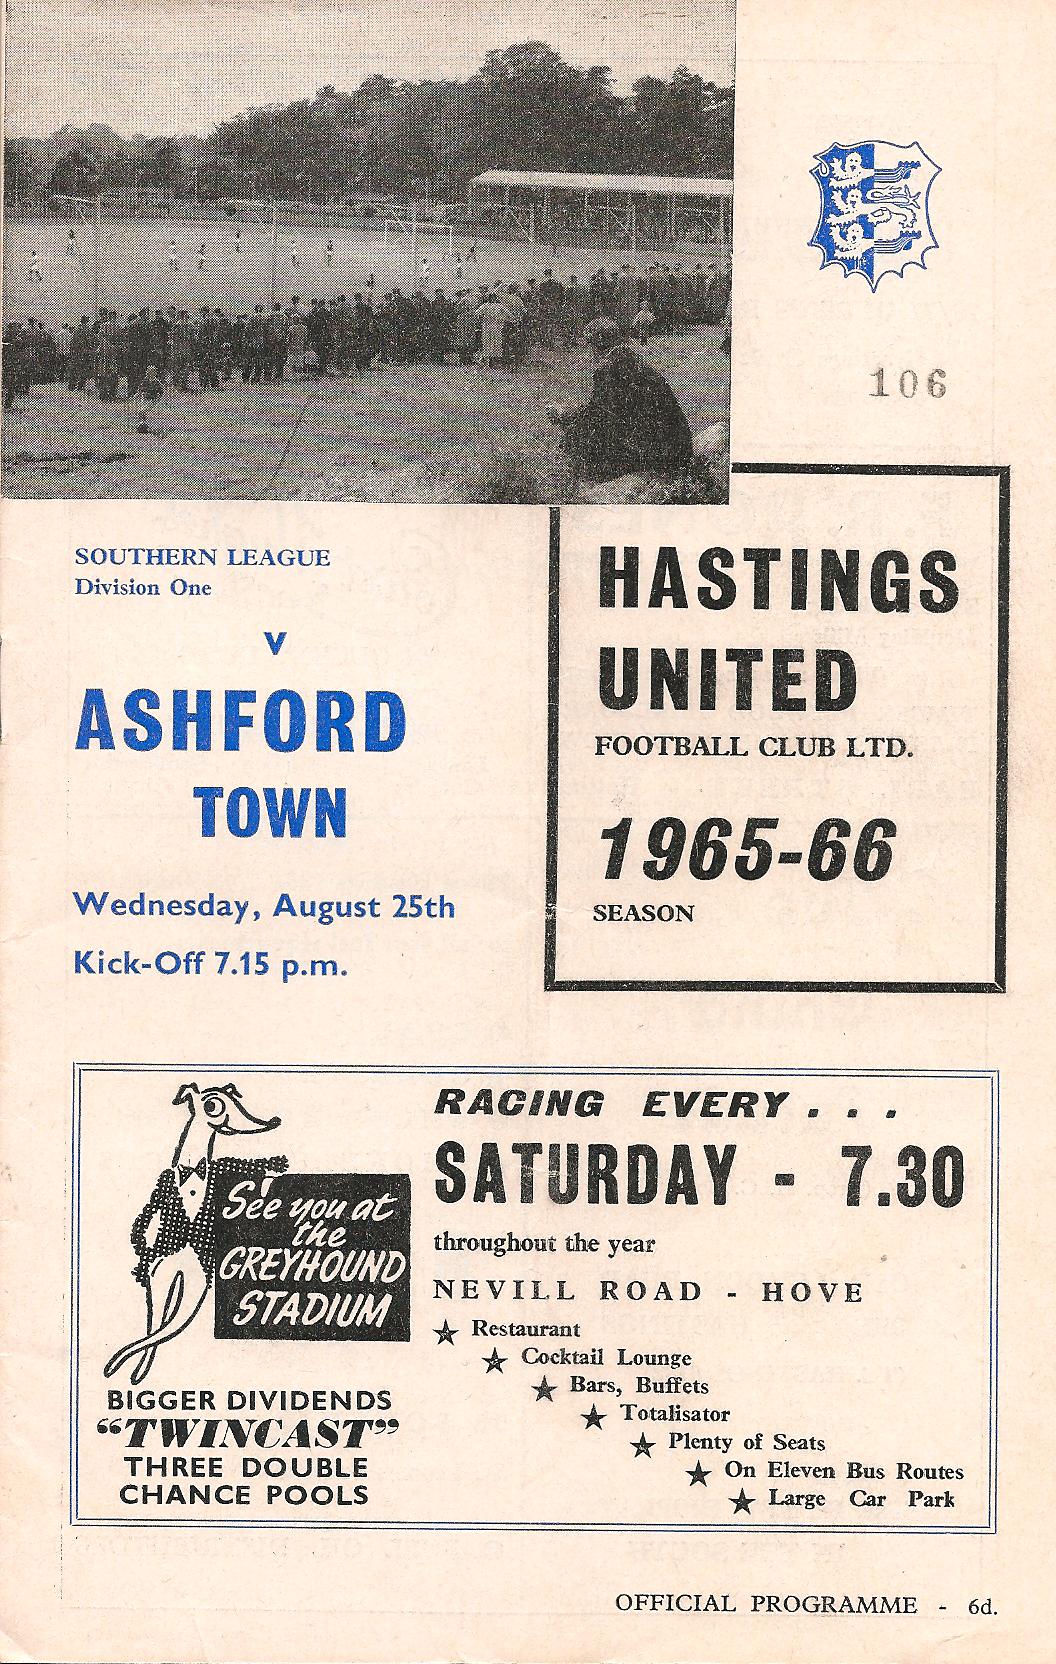 106
SOUTHERN LEAGUE
Division One
v
ASHFORD
TOWN
Wednesday, August 25th
Kick-Off 7.15 p.m.
HASTINGS
UNITED
FOOTBALL CLUB LTD.
1965-66
SEASON
See you at
the
GREYHOUND
STADIUM
BIGGER DIVIDENDS
“TWINCAST”
THREE DOUBLE
CHANCE POOLS
RACING EVERY . . .
SATURDAY - 7.30
throughout the year
NEVILL ROAD - HOVE
★ Restaurant
★ Cocktail Lounge
★ Bars, Buffets
★ Totalisator
★ Plenty of Seats
★ On Eleven Bus Routes
★ Large Car Park
OFFICIAL PROGRAMME - 6d.